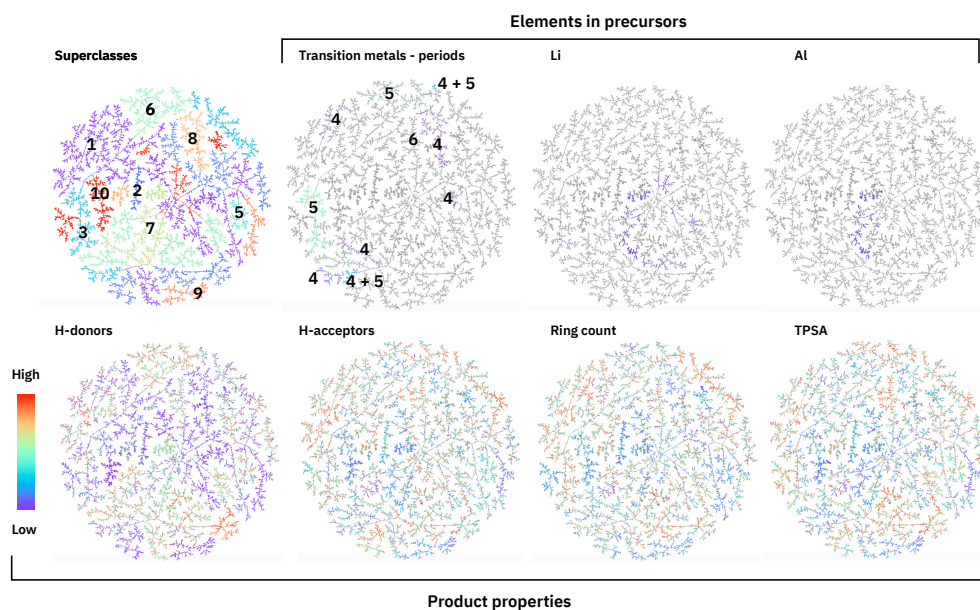 Elements in precursors
Superclasses
Transition metals - periods
Li
Al
6
1
8
10
2
5
3
7
9
5
4 + 5
4
6
4
4
5
4
4
4 + 5
H-donors
H-acceptors
Ring count
TPSA
High
Low
Product properties